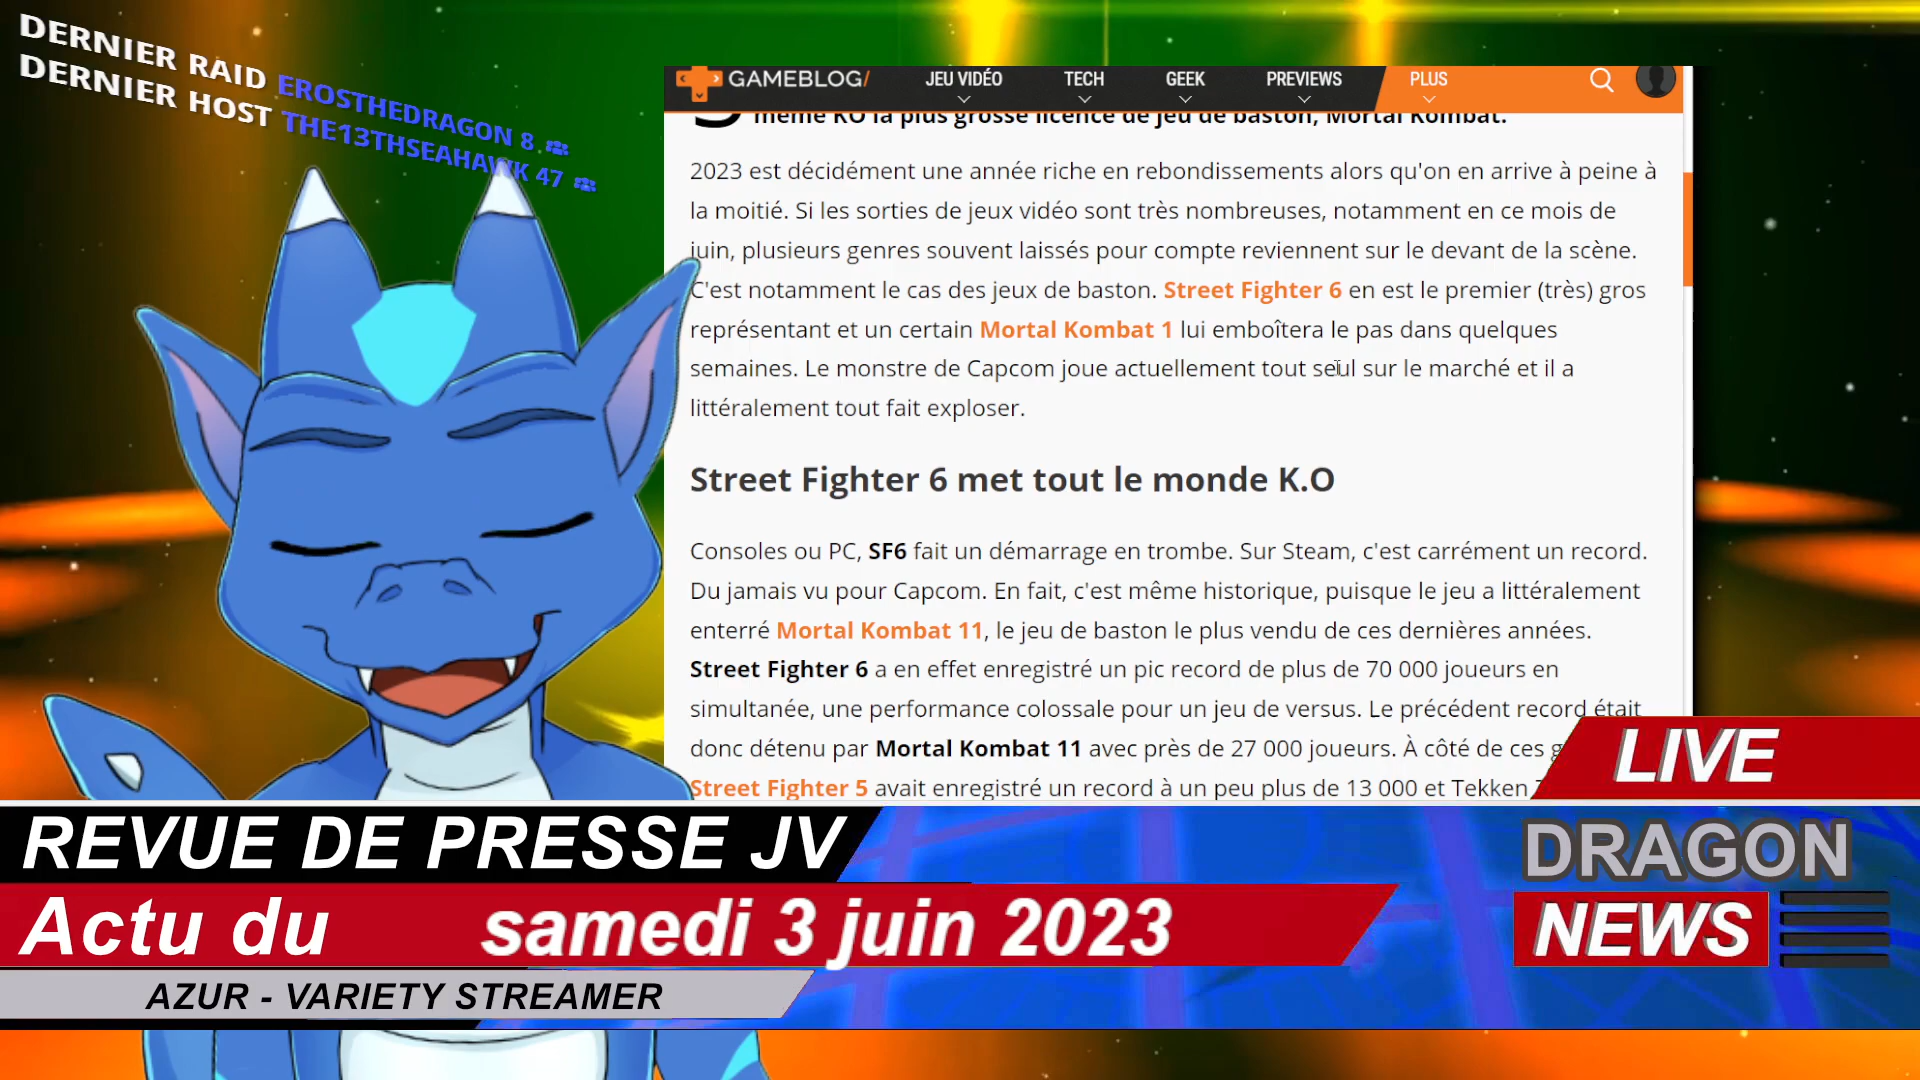 DERNIER RAID EROSTHEDRAGON 8
DERNIER HOST THE13THSEAHAWK 47
GAMEBLOG/
JEU VIDÉO
TECH
GEEK
PREVIEWS
PLUS
même KO la plus grosse licence de jeu de baston, Mortal Kombat.
2023 est décidément une année riche en rebondissements alors qu'on en arrive à peine à
la moitié. Si les sorties de jeux vidéo sont très nombreuses, notamment en ce mois de
juin, plusieurs genres souvent laissés pour compte reviennent sur le devant de la scène.
C'est notamment le cas des jeux de baston. Street Fighter 6 en est le premier (très) gros
représentant et un certain Mortal Kombat 1 lui emboîtera le pas dans quelques
semaines. Le monstre de Capcom joue actuellement tout seul sur le marché et il a
littéralement tout fait exploser.
Street Fighter 6 met tout le monde K.O
Consoles ou PC, SF6 fait un démarrage en trombe. Sur Steam, c'est carrément un record.
Du jamais vu pour Capcom. En fait, c'est même historique, puisque le jeu a littéralement
enterré Mortal Kombat 11, le jeu de baston le plus vendu de ces dernières années.
Street Fighter 6 a en effet enregistré un pic record de plus de 70 000 joueurs en
simultanée, une performance colossale pour un jeu de versus. Le précédent record était
donc détenu par Mortal Kombat 11 avec près de 27 000 joueurs. À côté de ces
Street Fighter 5 avait enregistré un record à un peu plus de 13 000 et Tekken
LIVE
REVUE DE PRESSE JV
Actu du samedi 3 juin 2023
AZUR - VARIETY STREAMER
DRAGON
NEWS